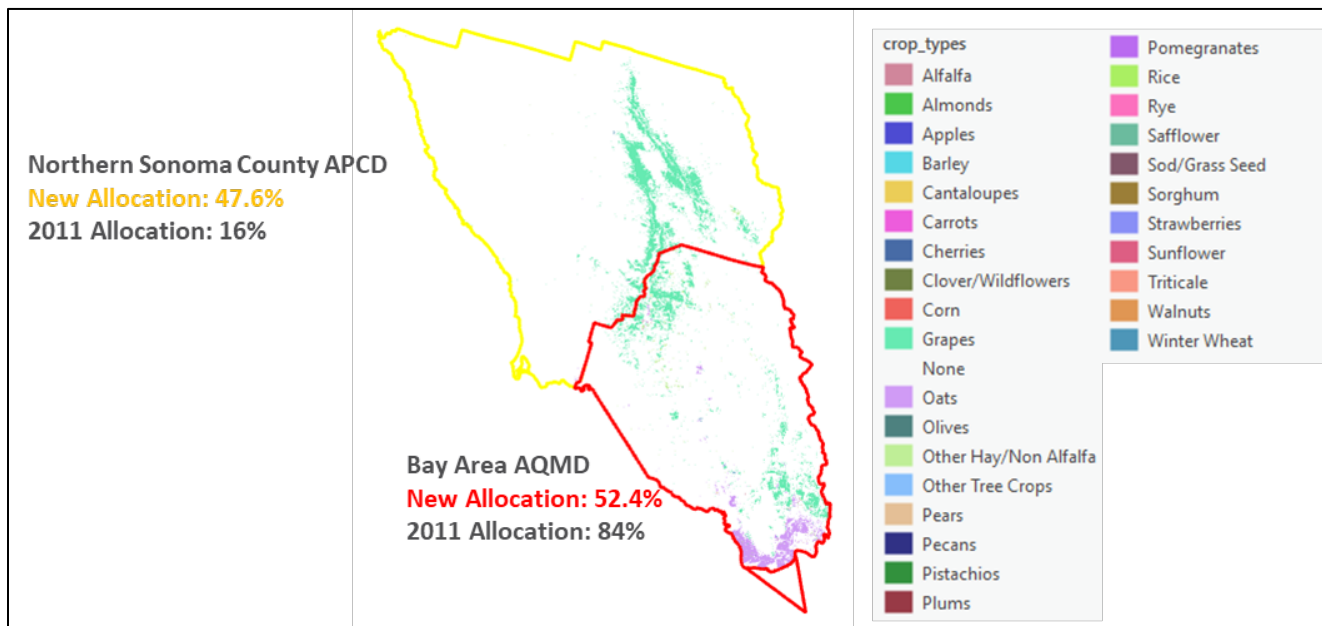 Northern Sonoma County APCD
New Allocation: 47.6%
2011 Allocation: 16%
Bay Area AQMD
New Allocation: 52.4%
2011 Allocation: 84%
crop_types
Alfalfa
Almonds
Apples
Barley
Cantaloupes
Carrots
Cherries
Clover/Wildflowers
Corn
Grapes
None
Oats
Olives
Other Hay/Non Alfalfa
Other Tree Crops
Pears
Pecans
Pistachios
Plums
Pomegranates
Rice
Rye
Safflower
Sod/Grass Seed
Sorghum
Strawberries
Sunflower
Triticale
Walnuts
Winter Wheat